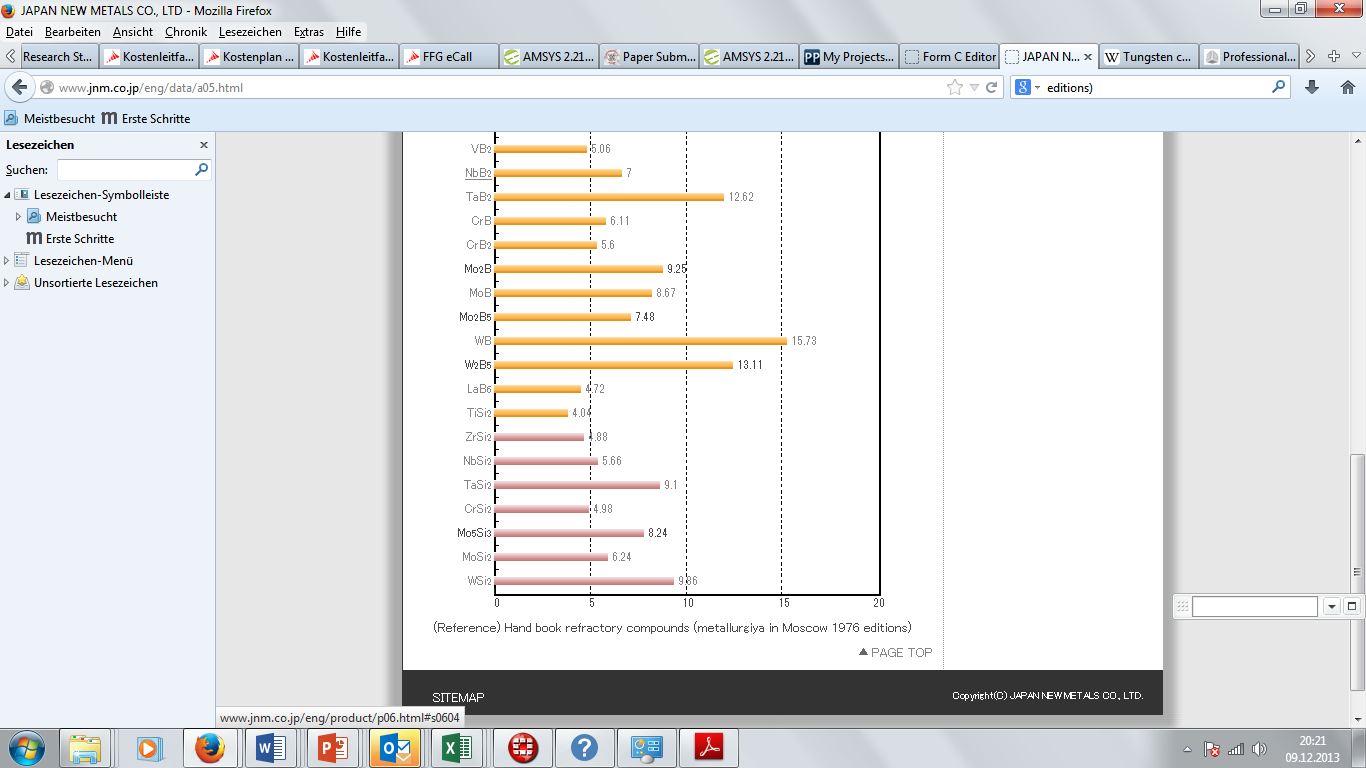 JAPAN NEW METALS CO., LTD - Mozilla Firefox
Datei Bearbeiten Ansicht Chronik Lesezeichen Extras Hilfe
Research St... Kostenleitfa... Kostenplan ... Kostenleitfa... FFG eCall AMSYS 2.21... Paper Subm... AMSYS 2.21... PP My Projects... Form C Editor JAPAN N... W Tungsten c... Professional...
www.jnm.co.jp/eng/data/a05.html
editions)
Meistbesucht m Erste Schritte
Lesezeichen
Suchen:
Lesezeichen-Symbolleiste
Meistbesucht
m Erste Schritte
Lesezeichen-Menü
Unsortierte Lesezeichen
VB2 5.06
NbB2 7
TaB2 12.62
CrB 6.11
CrB2 5.6
Mo2B 9.25
MoB 8.67
Mo2B5 7.48
WB 15.73
W2B5 13.11
LaB6 4.72
TiSi2 4.04
ZrSi2 4.88
NbSi2 5.66
TaSi2 9.1
CrSi2 4.98
Mo5Si3 8.24
MoSi2 6.24
WSi2 9.86
0 5 10 15 20
(Reference) Hand book refractory compounds (metallurgiya in Moscow 1976 editions)
PAGE TOP
SITEMAP
Copyright(C) JAPAN NEW METALS CO., LTD.
www.jnm.co.jp/eng/product/p06.html#s0604
20:21
09.12.2013